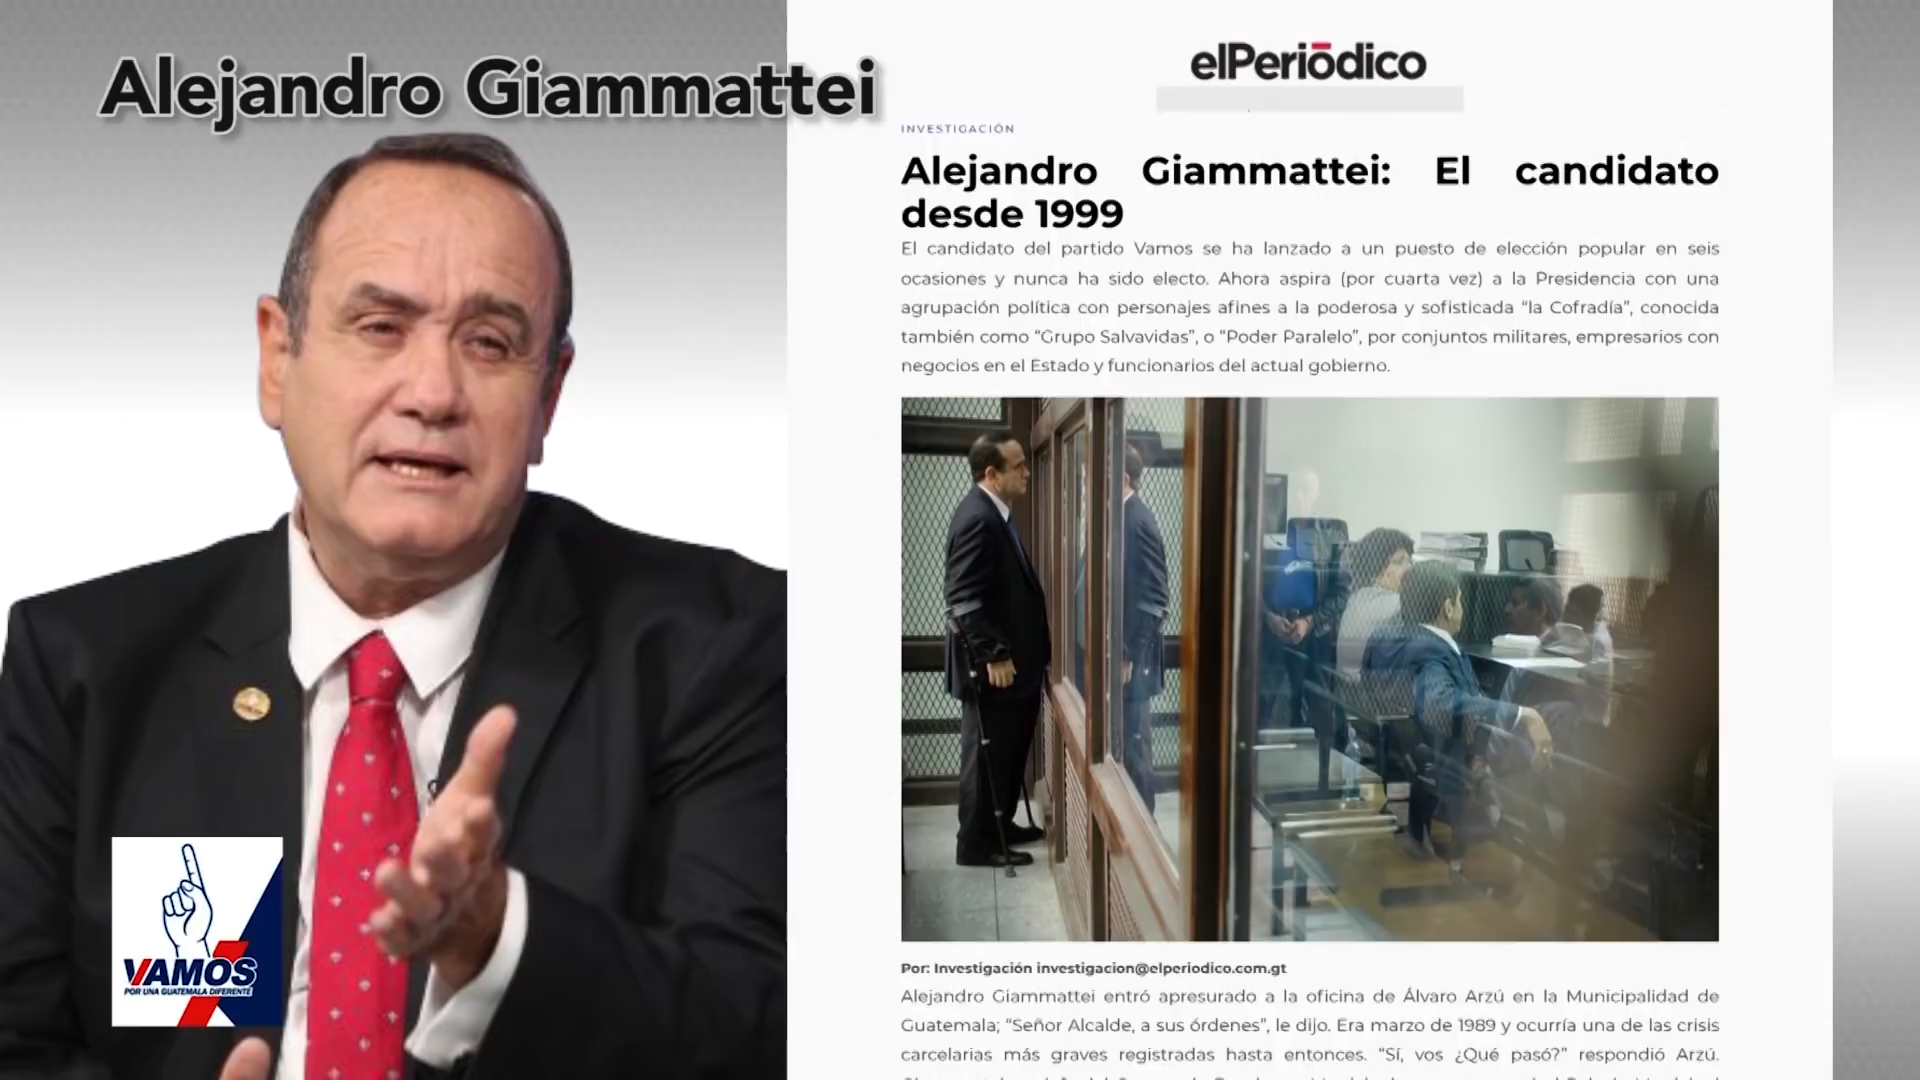 Alejandro Giammattei
elPeriódico
INVESTIGACIÓN
Alejandro Giammattei: El candidato
desde 1999
El candidato del partido Vamos se ha lanzado a un puesto de elección popular en seis
ocasiones y nunca ha sido electo. Ahora aspira (por cuarta vez) a la Presidencia con una
agrupación política con personajes afines a la poderosa y sofisticada “la Cofradía”, conocida
también como “Grupo Salvavidas”, o “Poder Paralelo”, por conjuntos militares, empresarios con
negocios en el Estado y funcionarios del actual gobierno.
Por: Investigación investigacion@elperiodico.com.gt
Alejandro Giammattei entró apresurado a la oficina de Álvaro Arzú en la Municipalidad de
Guatemala; “Señor Alcalde, a sus órdenes”, le dijo. Era marzo de 1989 y ocurría una de las crisis
carcelarias más graves registradas hasta entonces. “Sí, vos ¿Qué pasó?” respondió Arzú.
VAMOS
POR UNA GUATEMALA DIFERENTE